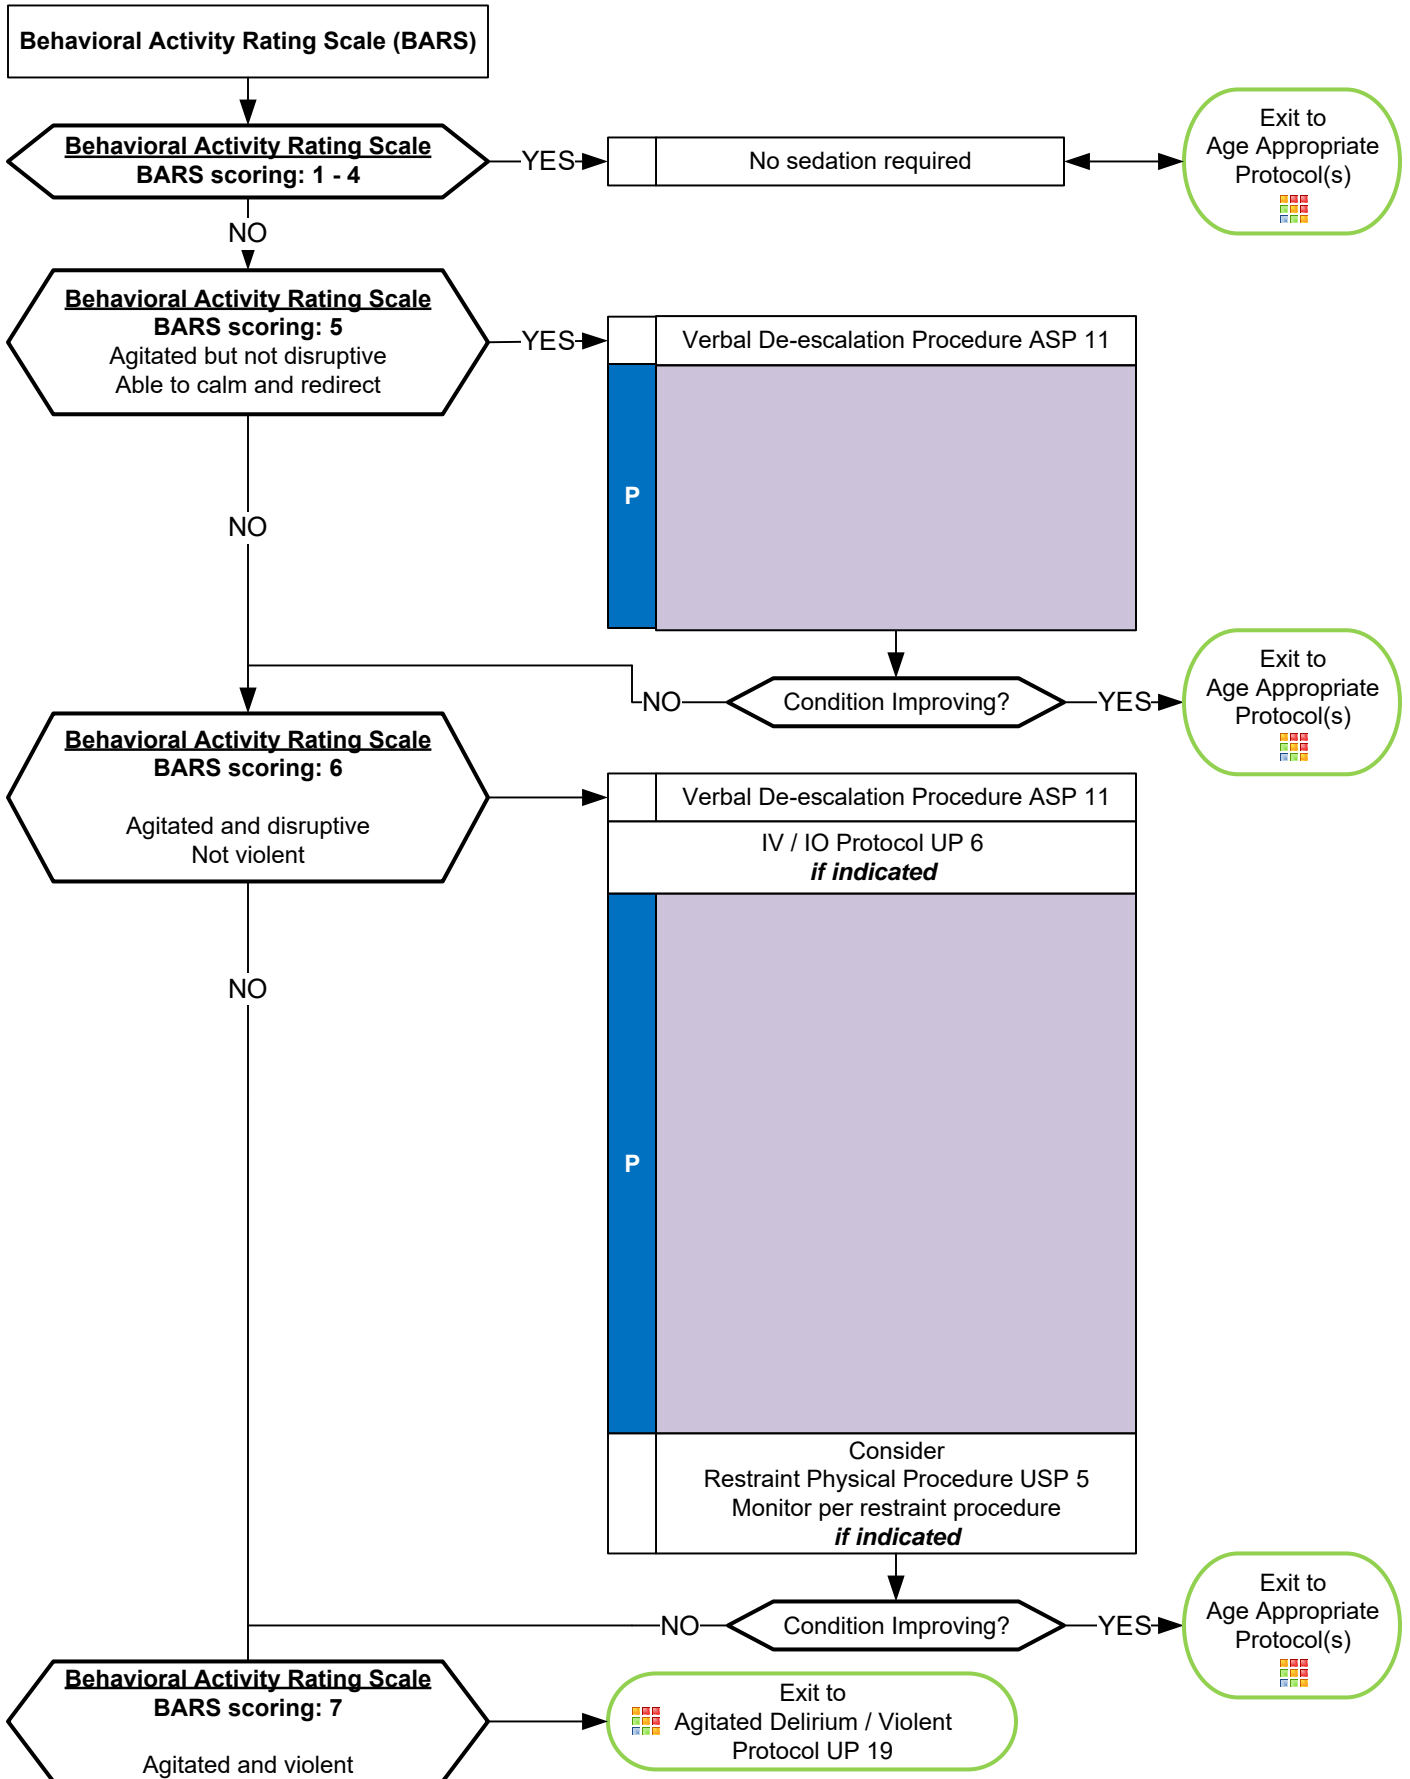 Behavioral Activity Rating Scale (BARS)
Behavioral Activity Rating Scale
BARS scoring: 1 - 4
YES
No sedation required
Exit to
Age Appropriate
Protocol(s)
NO
Behavioral Activity Rating Scale
BARS scoring: 5
Agitated but not disruptive
Able to calm and redirect
YES
Verbal De-escalation Procedure ASP 11
P
NO
Condition Improving?
NO
YES
Exit to
Age Appropriate
Protocol(s)
Behavioral Activity Rating Scale
BARS scoring: 6
Agitated and disruptive
Not violent
Verbal De-escalation Procedure ASP 11
IV / IO Protocol UP 6
if indicated
P
NO
Consider
Restraint Physical Procedure USP 5
Monitor per restraint procedure
if indicated
Condition Improving?
NO
YES
Exit to
Age Appropriate
Protocol(s)
Behavioral Activity Rating Scale
BARS scoring: 7
Agitated and violent
Exit to
Agitated Delirium / Violent
Protocol UP 19